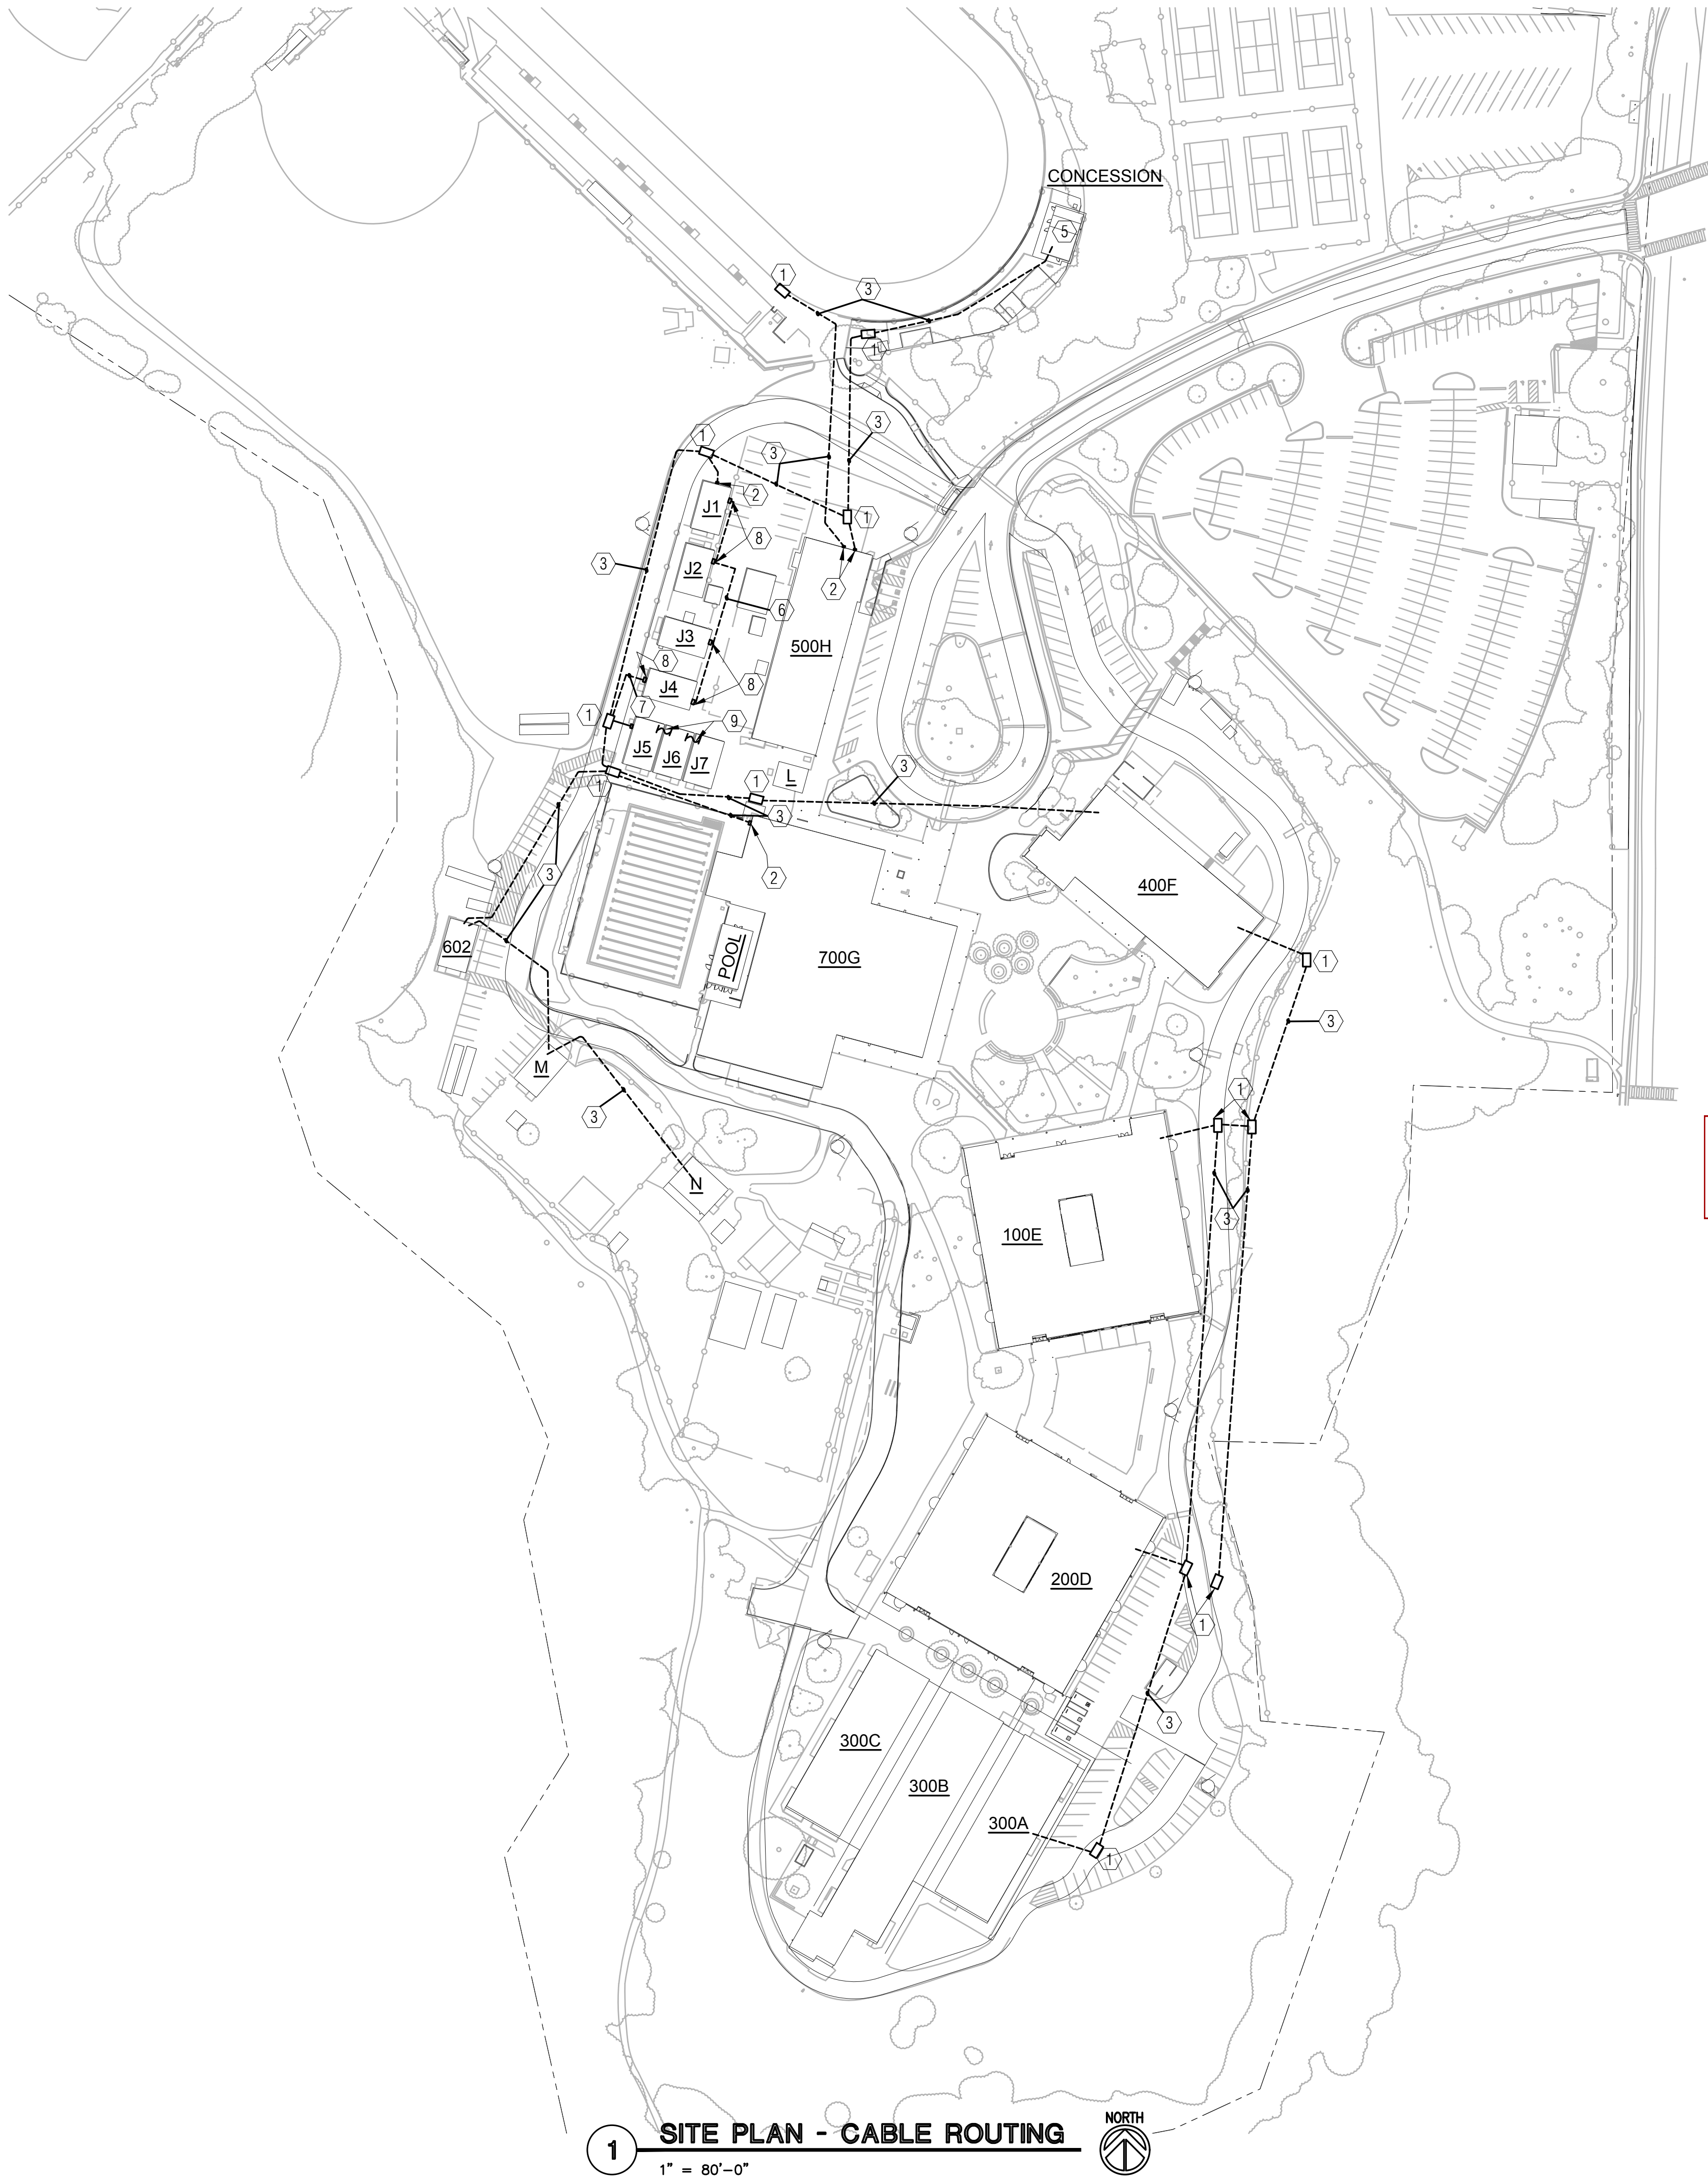 CONCESSION
5
1
3
1
3
1
3
2
1
J1
8
J2
3
2
6
500H
J3
8
J4
8
7
1
9
J5
J6
J7
3
L
1
1
3
2
3
400F
602
POOL
700G
1
3
M
1
3
N
3
100E
200D
1
3
300C
300B
300A
1
NORTH
1
SITE PLAN - CABLE ROUTING
1" = 80'-0"